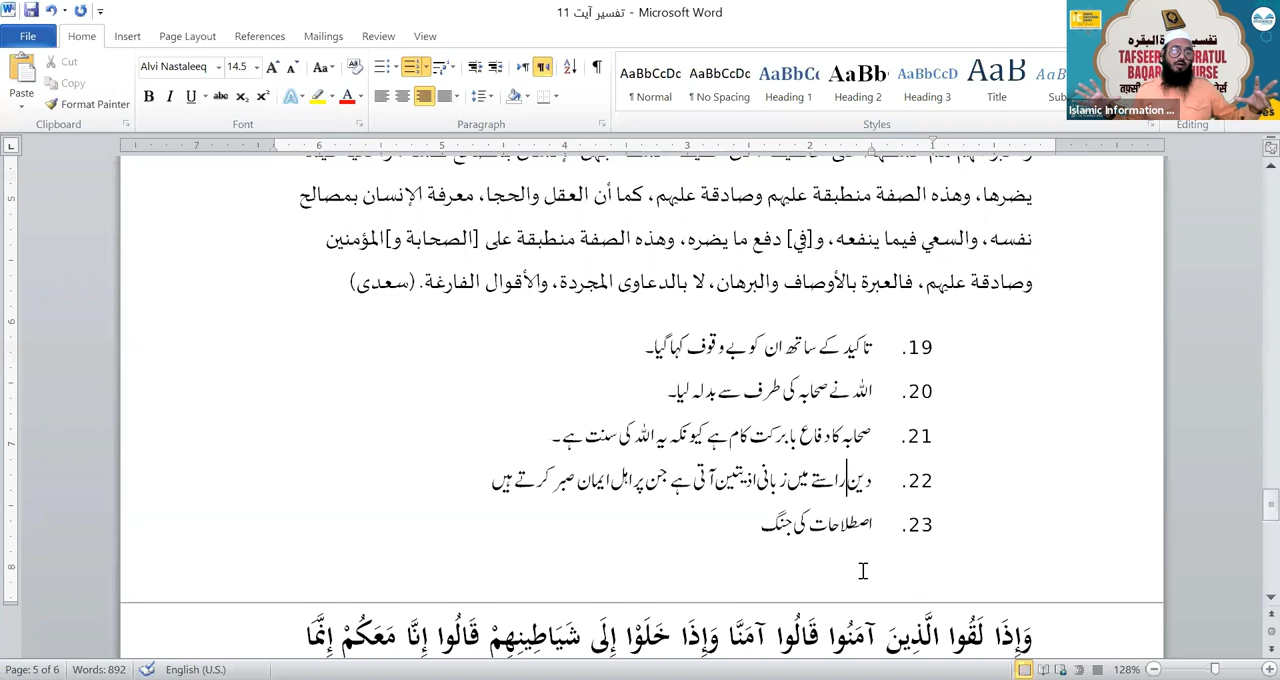 تفسير آيت 11 - Microsoft Word
File Home Insert Page Layout References Mailings Review View
Paste
Cut
Copy
Format Painter
Clipboard
Alvi Nastaleeq 14.5
Font
Paragraph
AaBbCcDc AaBbCcDc AaBbCc AaBb AaBbCcD AaB
¶ Normal ¶ No Spacing Heading 1 Heading 2 Heading 3 Title
Styles
Editing
تفسير سورة البقرة
TAFSEER
Islamic Information ...
يضرها، وهذه الصفة منطبقة عليهم وصادقة عليهم، كما أن العقل والحجا، معرفة الإنسان بمصالح
نفسه، والسعي فيما ينفعه، و[في] دفع ما يضره، وهذه الصفة منطبقة على [الصحابة و]المؤمنين
وصادقة عليهم، فالعبرة بالأوصاف والبرهان، لا بالدعاوى المجردة، والأقوال الفارغة. (سعدی)
19. تاکید کے ساتھ ان کو بے وقوف کہا گیا۔
20. اللہ نے صحابہ کی طرف سے بدلہ لیا۔
21. صحابہ کا دفاع بابرکت کام ہے کیونکہ یہ اللہ کی سنت ہے۔
22. دین راستے میں زبانی اذیتیں آتی ہے جن پر اہل ایمان صبر کرتے ہیں
23. اصطلاحات کی جنگ
وَإِذَا لَقُوا الَّذِينَ آمَنُوا قَالُوا آمَنَّا وَإِذَا خَلَوْا إِلَى شَيَاطِينِهِمْ قَالُوا إِنَّا مَعَكُمْ إِنَّمَا
Page: 5 of 6 Words: 892 English (U.S.) 128%